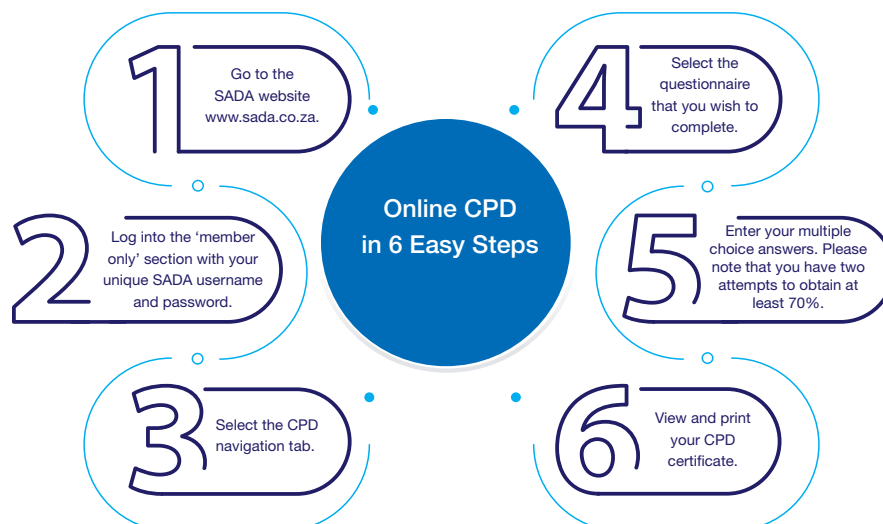 1
Go to the
SADA website
www.sada.co.za.
2
Log into the ‘member
only’ section with your
unique SADA username
and password.
3
Select the CPD
navigation tab.
Online CPD
in 6 Easy Steps
4
Select the
questionnaire
that you wish to
complete.
5
Enter your multiple
choice answers. Please
note that you have two
attempts to obtain at
least 70%.
6
View and print
your CPD
certificate.